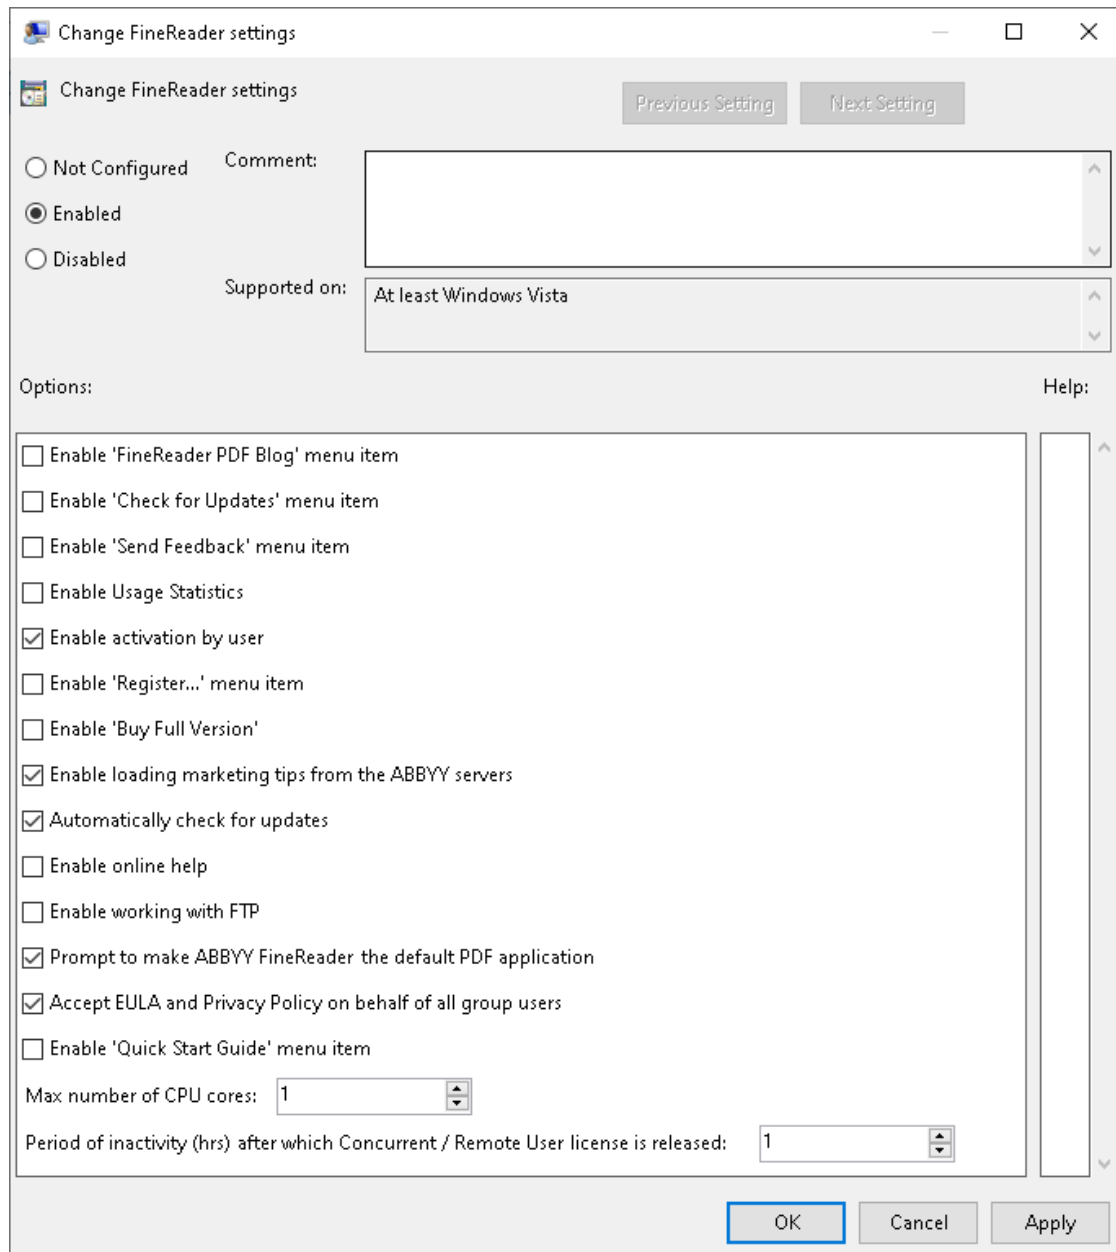 Change FineReader settings
Change FineReader settings
Previous Setting
Next Setting
Not Configured
Comment:
Enabled
Disabled
Supported on:
At least Windows Vista
Options:
Help:
Enable 'FineReader PDF Blog' menu item
Enable 'Check for Updates' menu item
Enable 'Send Feedback' menu item
Enable Usage Statistics
Enable activation by user
Enable 'Register...' menu item
Enable 'Buy Full Version'
Enable loading marketing tips from the ABBYY servers
Automatically check for updates
Enable online help
Enable working with FTP
Prompt to make ABBYY FineReader the default PDF application
Accept EULA and Privacy Policy on behalf of all group users
Enable 'Quick Start Guide' menu item
Max number of CPU cores: 1
Period of inactivity (hrs) after which Concurrent / Remote User license is released: 1
OK
Cancel
Apply